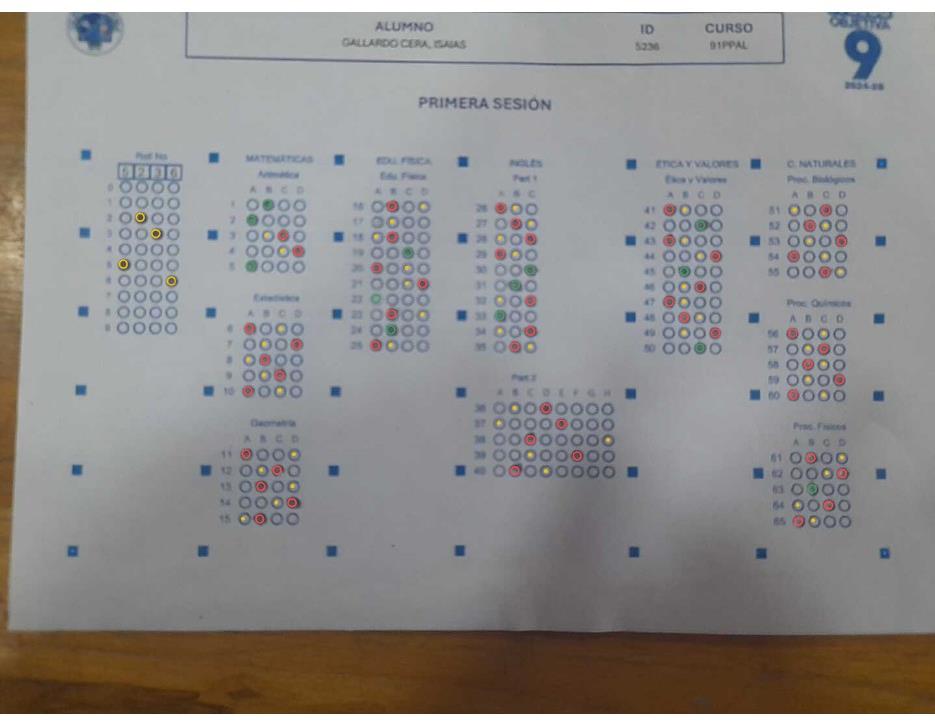 ALUMNO
GALLARDO CERA, ISAIAS
ID
5236
CURSO
91PPAL
OBJETIVA
9
2024-25
PRIMERA SESIÓN
5 2 3 6
0
1
2
3
4
5
6
7
8
9
MATEMÁTICAS
Aritmética
A B C D
1
2
3
4
5
Estadística
A B C D
6
7
8
9
10
Geometría
A B C D
11
12
13
14
15
EDU. FÍSICA
Edu. Física
A B C D
16
17
18
19
20
21
22
23
24
25
INGLÉS
Part 1
A B C
26
27
28
29
30
31
32
33
34
35
Part 2
A B C D E F G H
36
37
38
39
40
ÉTICA Y VALORES
Ética y Valores
A B C D
41
42
43
44
45
46
47
48
49
50
C. NATURALES
Proc. Biológicos
A B C D
51
52
53
54
55
Proc. Químicos
A B C D
56
57
58
59
60
Proc. Físicos
A B C D
61
62
63
64
65